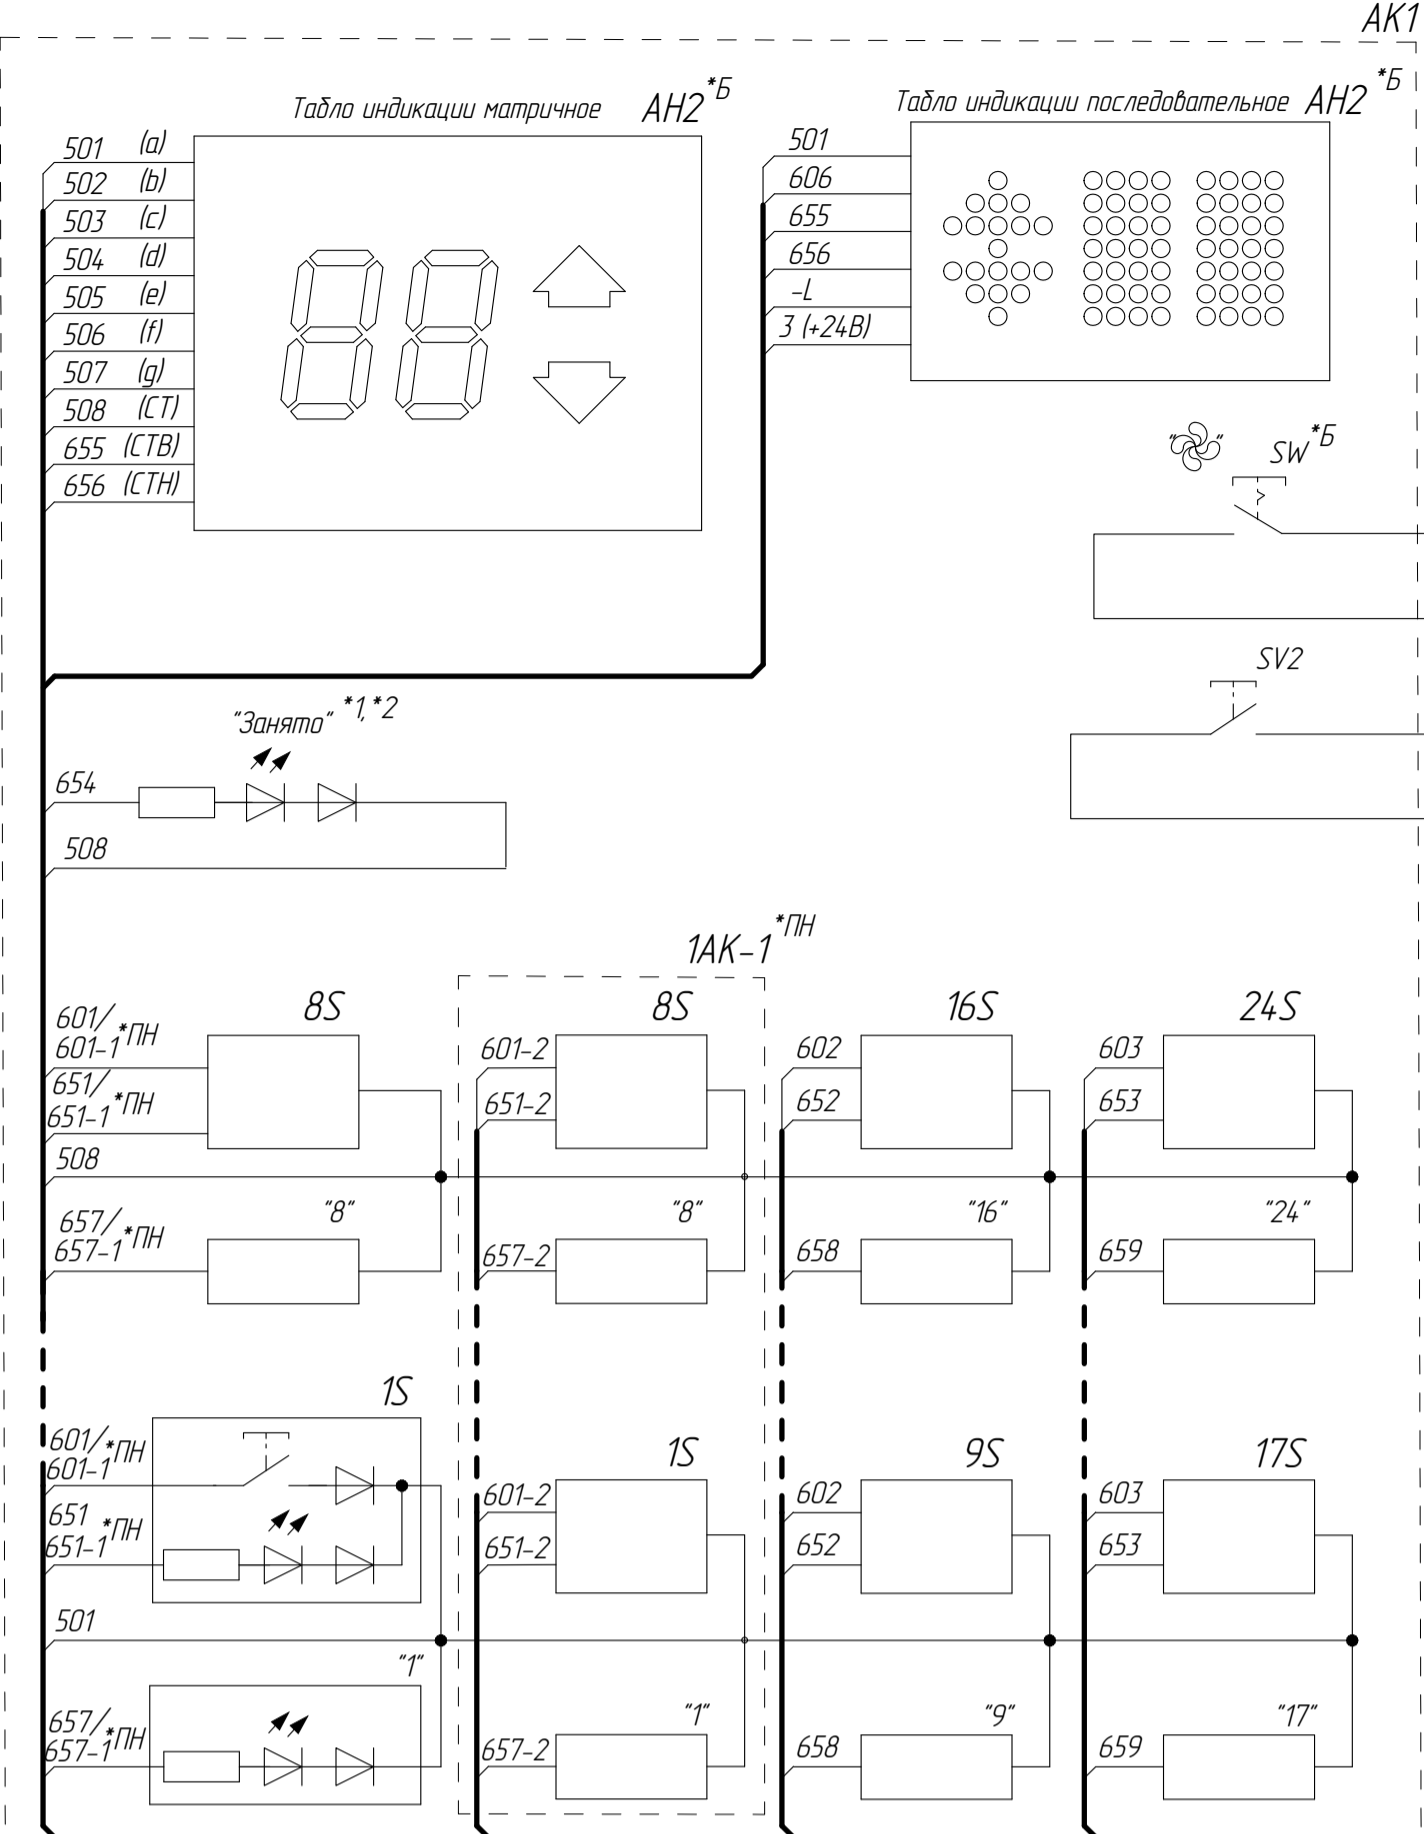 АК1
Табло индикации матричное АН2*Б
501 (a)
502 (b)
503 (c)
504 (d)
505 (e)
506 (f)
507 (g)
508 (СТ)
655 (СТВ)
656 (СТН)
Табло индикации последовательное АН2*Б
501
606
655
656
-L
3 (+24В)
" "
SW*Б
SV2
"Занято" *1,*2
654
508
1АК-1*ПН
8S
601/
601-1*ПН
651/
651-1*ПН
508
"8"
657/
657-1*ПН
8S
601-2
651-2
"8"
657-2
16S
602
652
"16"
658
24S
603
653
"24"
659
1S
601/
601-1*ПН
651
651-1*ПН
501
"1"
657/
657-1*ПН
1S
601-2
651-2
"1"
657-2
9S
602
652
"9"
658
17S
603
653
"17"
659